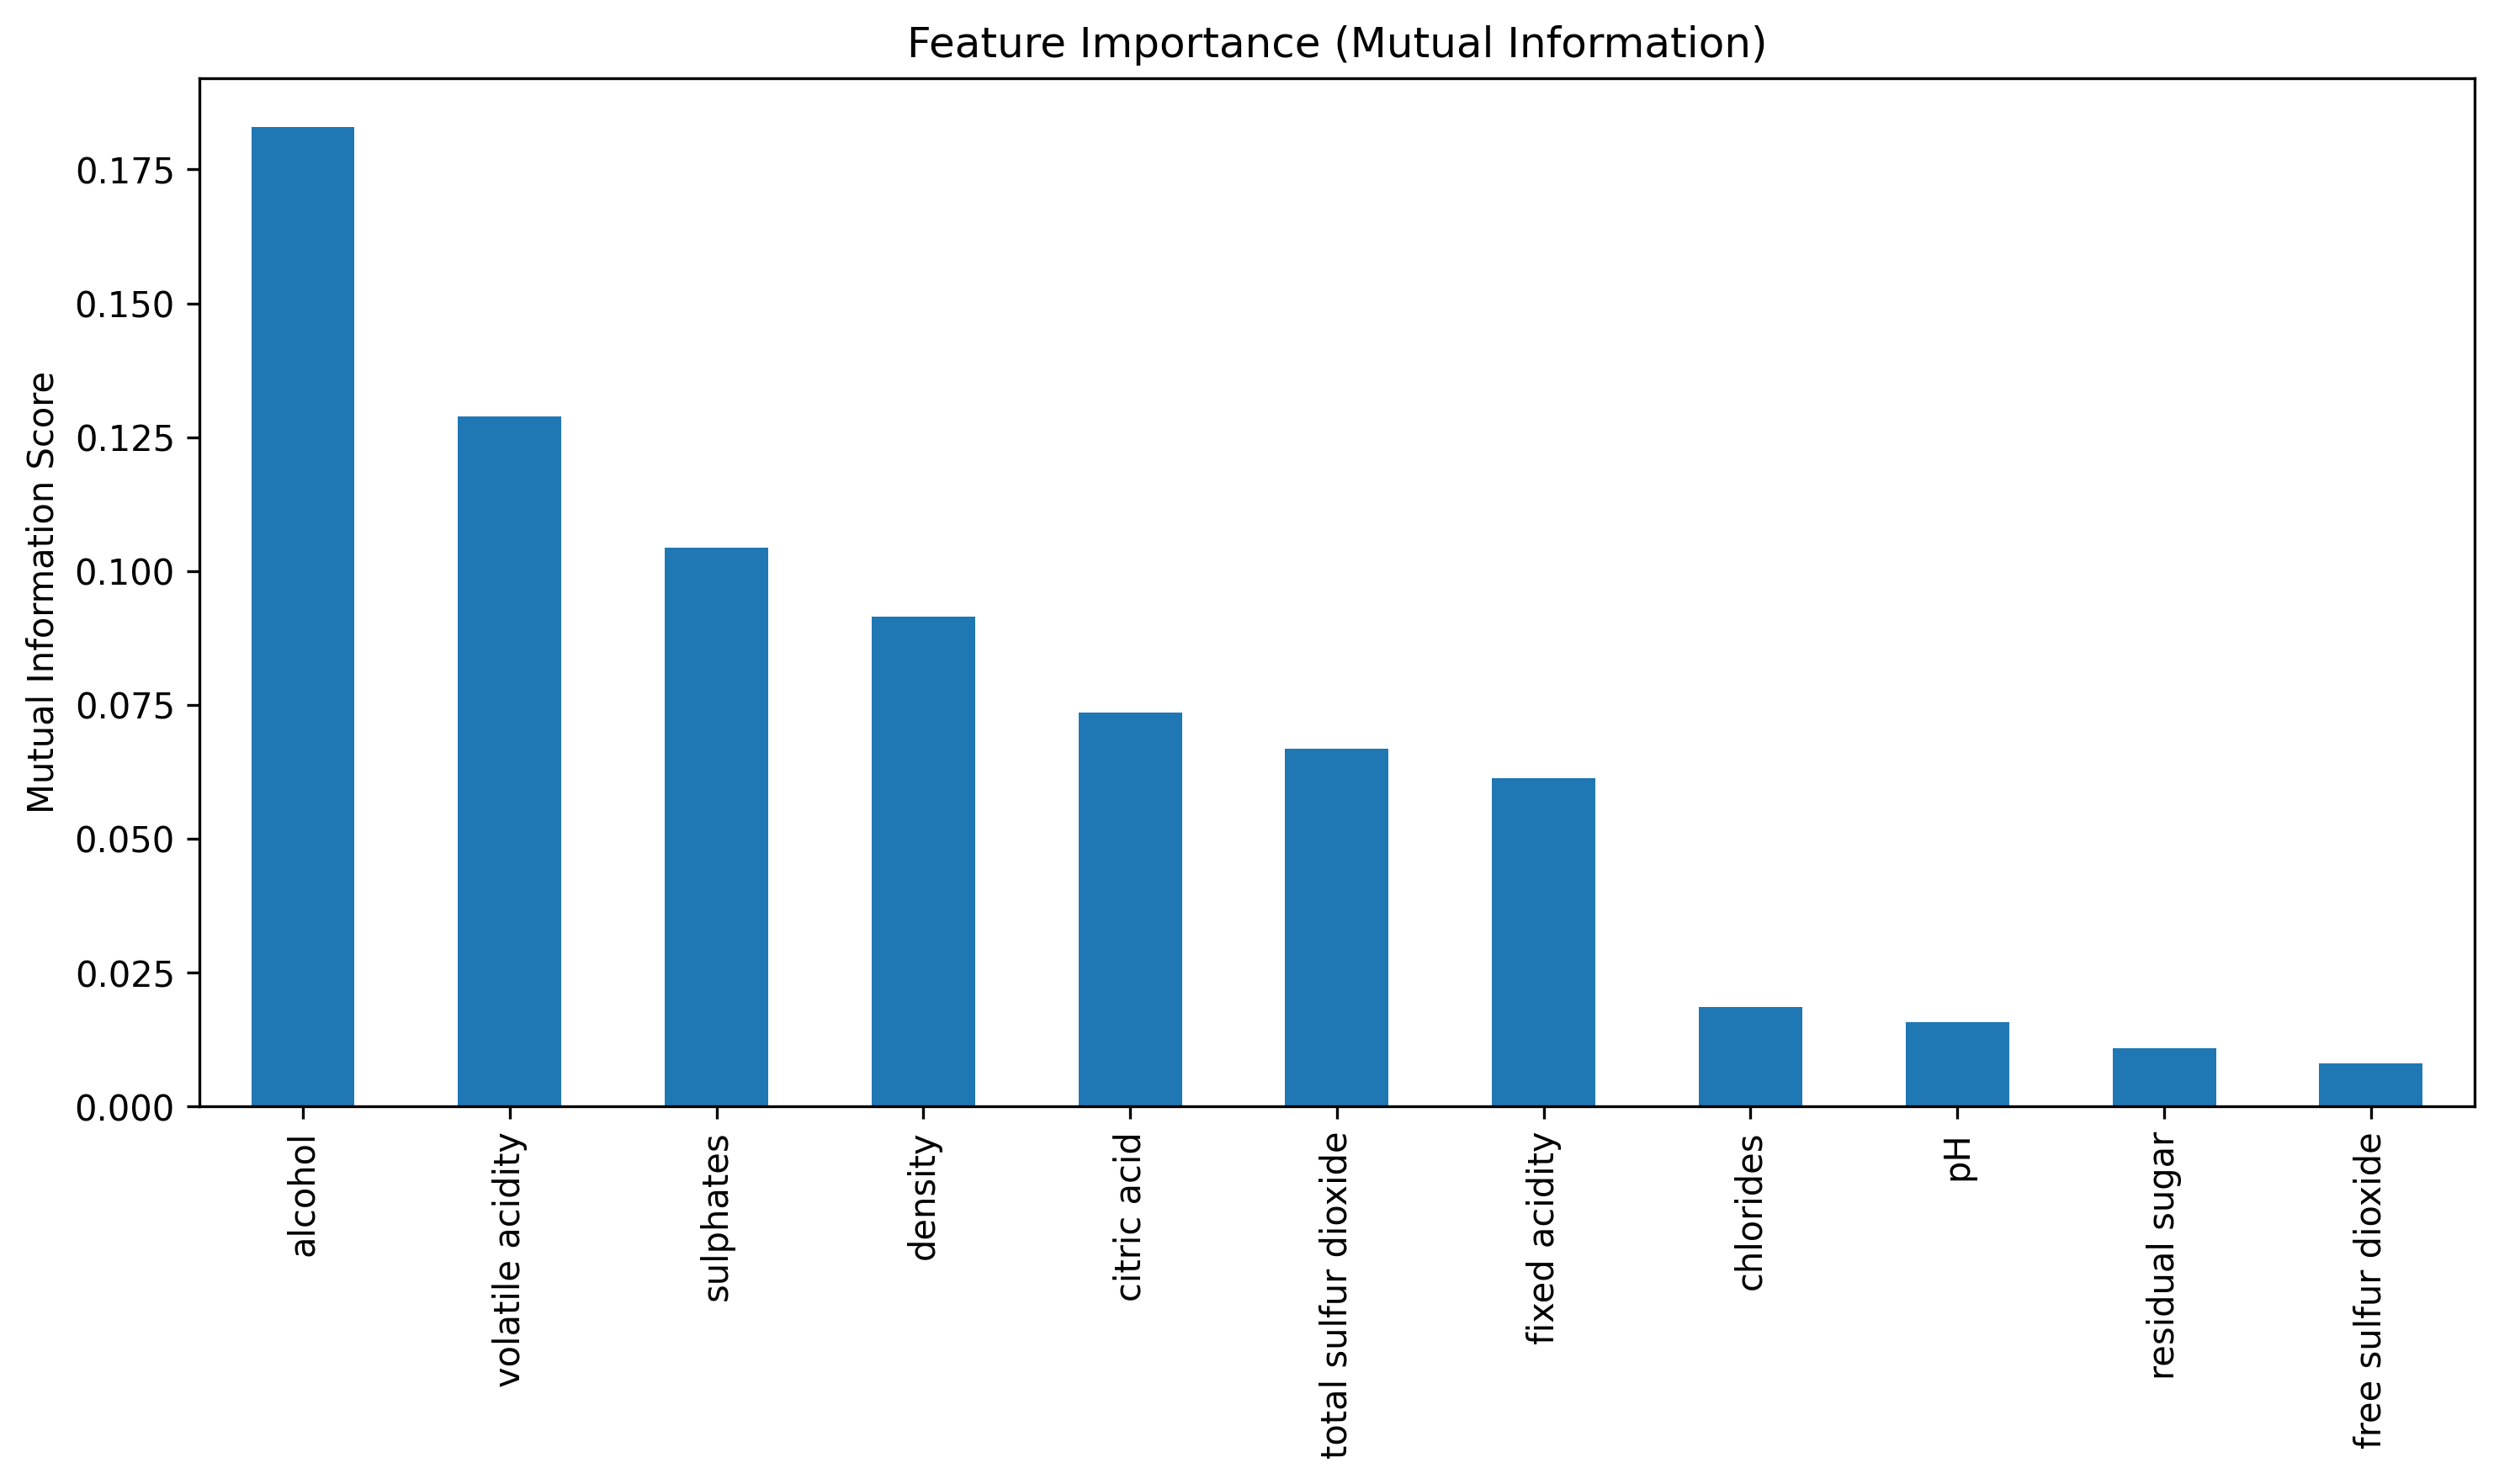 Feature Importance (Mutual Information)
Mutual Information Score
0.175
0.150
0.125
0.100
0.075
0.050
0.025
0.000
alcohol
volatile acidity
sulphates
density
citric acid
total sulfur dioxide
fixed acidity
chlorides
pH
residual sugar
free sulfur dioxide